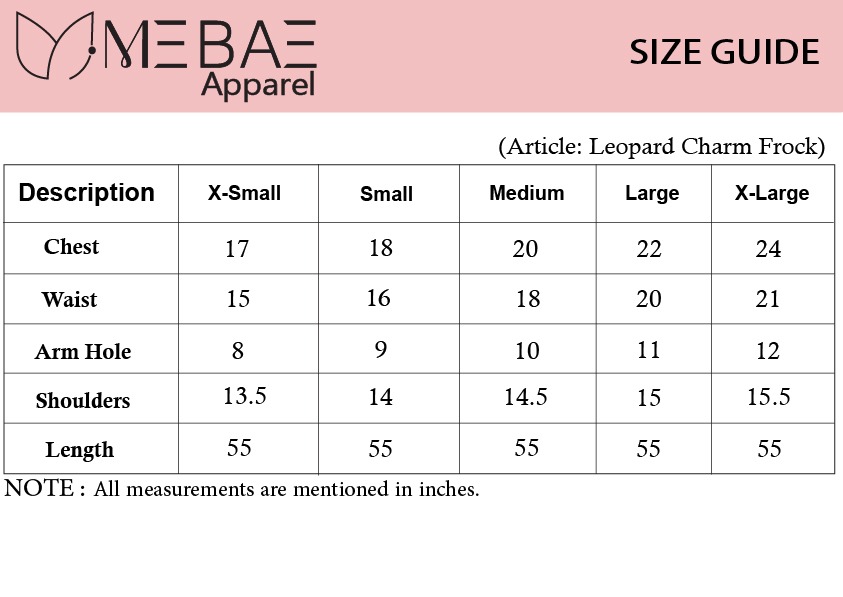 MEBAE
Apparel
SIZE GUIDE
(Article: Leopard Charm Frock)
Description X-Small Small Medium Large X-Large
Chest 17 18 20 22 24
Waist 15 16 18 20 21
Arm Hole 8 9 10 11 12
Shoulders 13.5 14 14.5 15 15.5
Length 55 55 55 55 55
NOTE : All measurements are mentioned in inches.